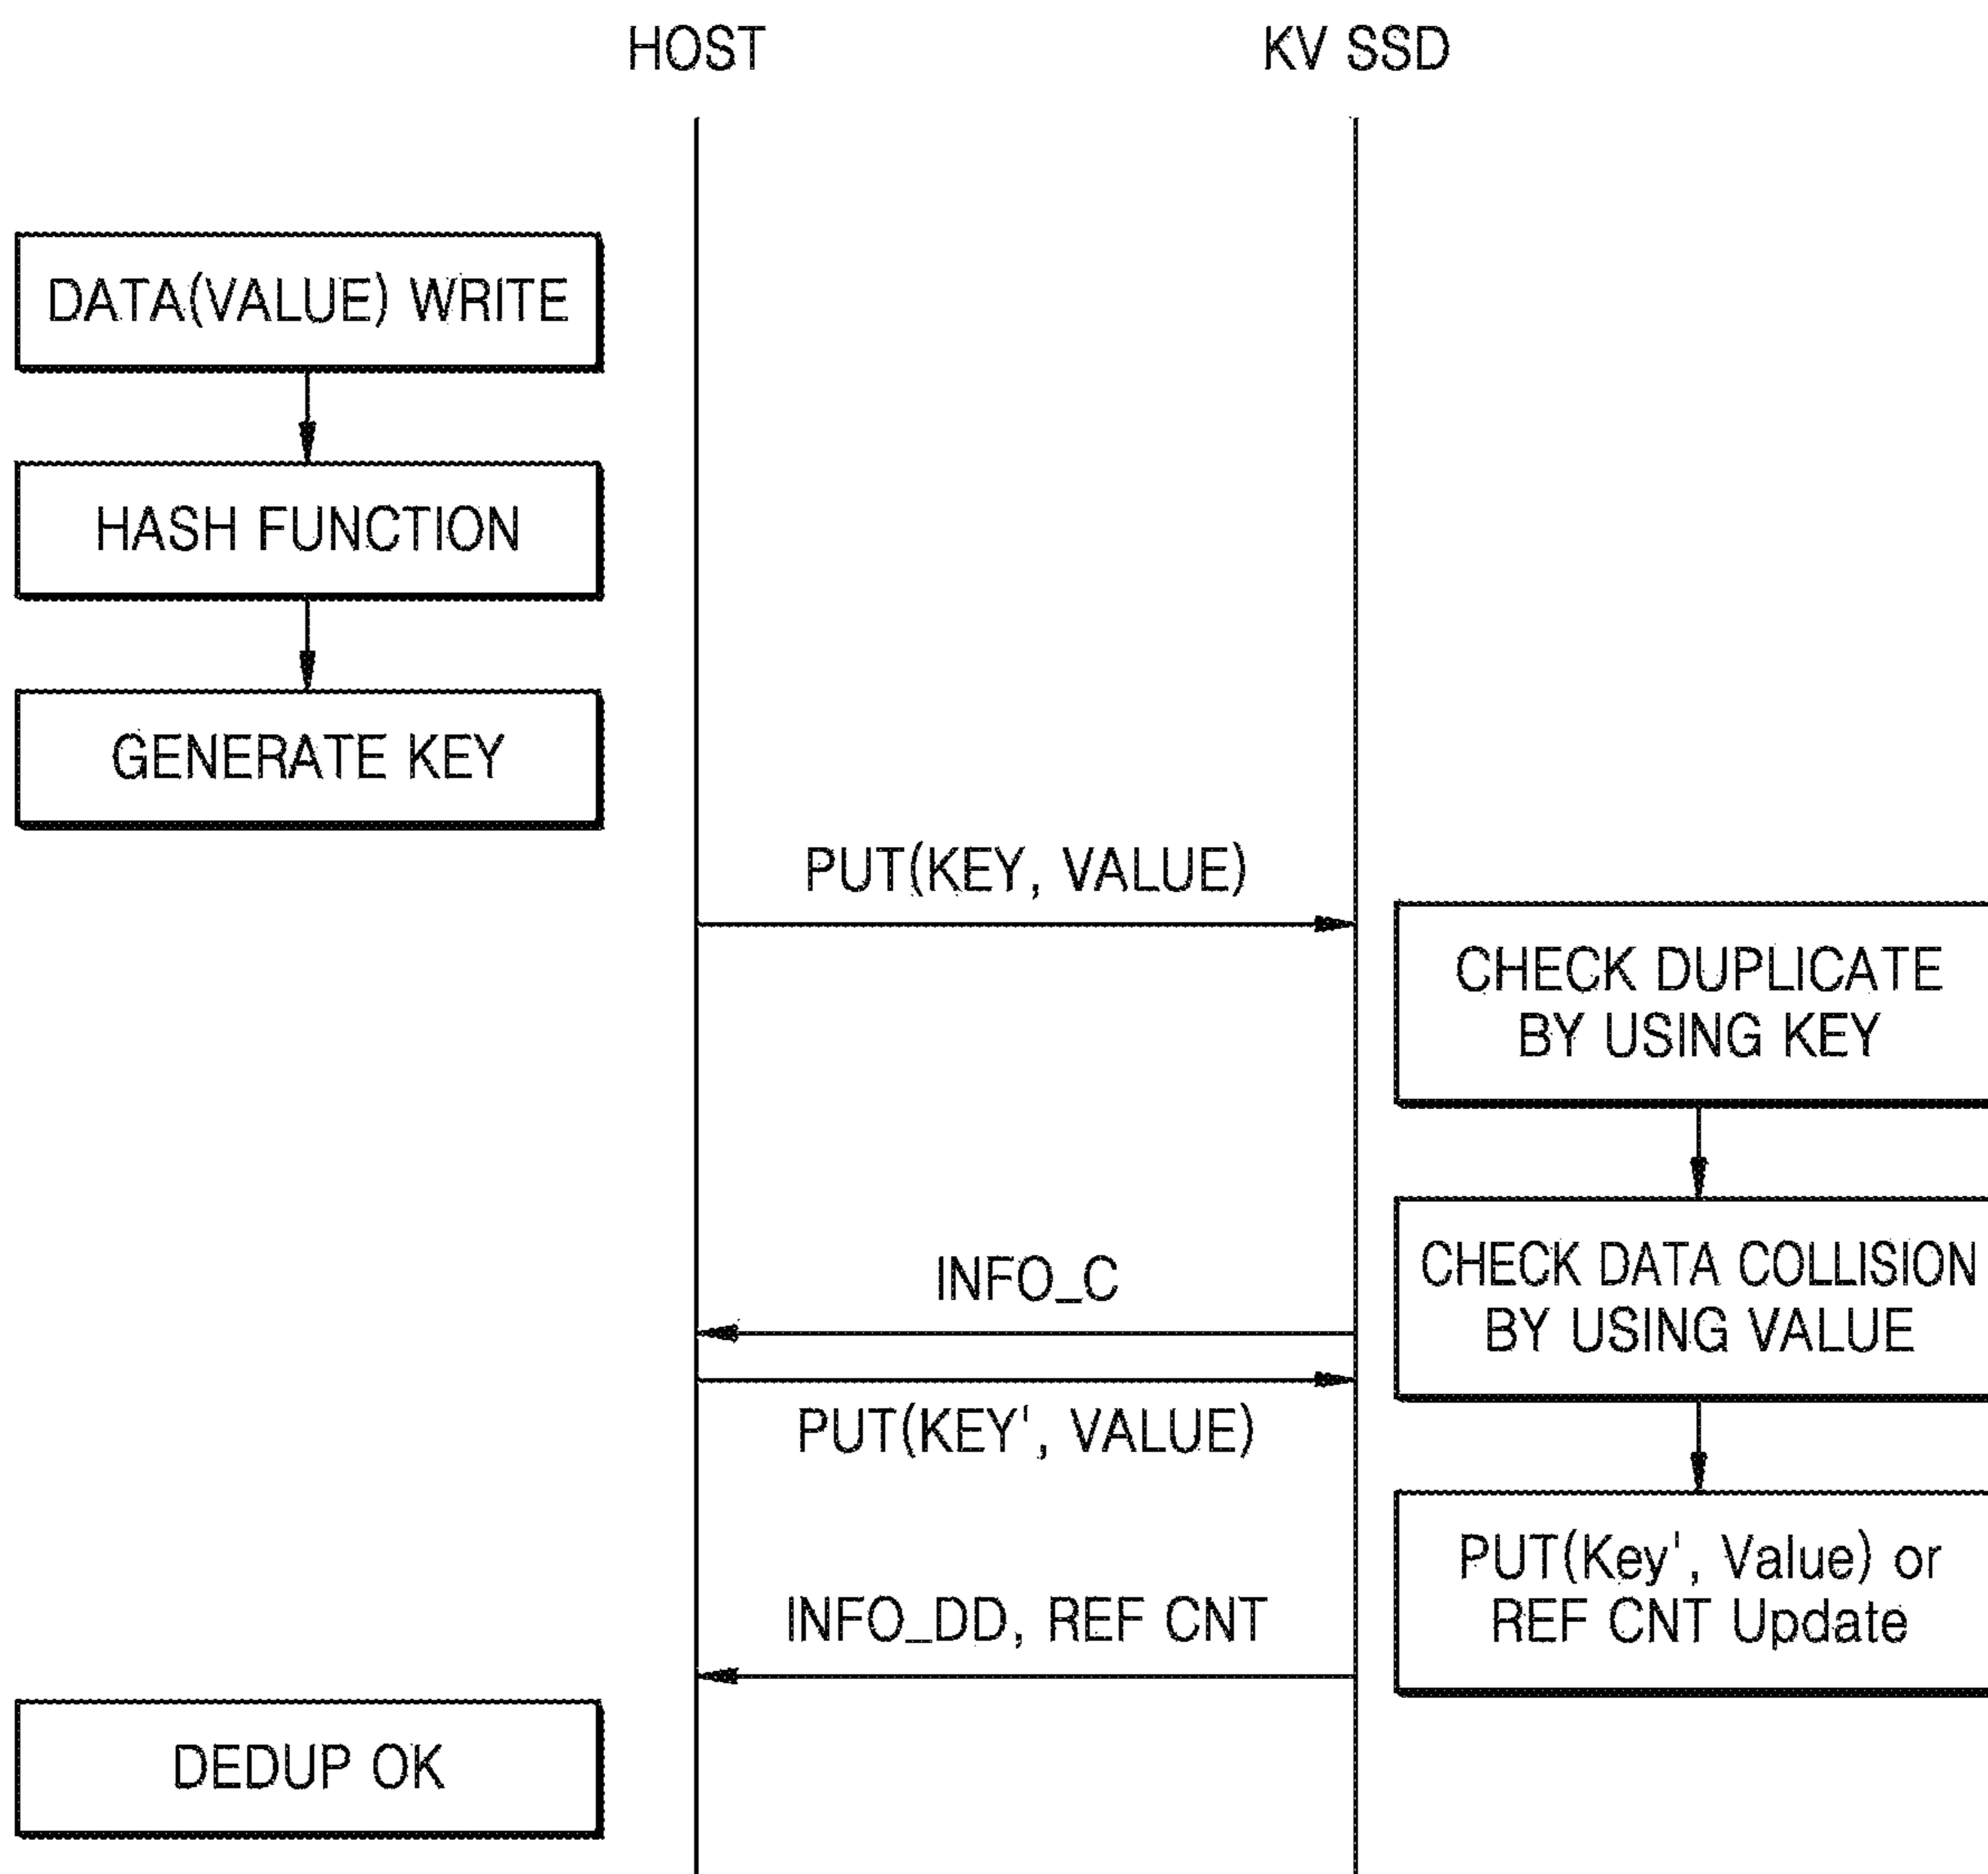 HOST
KV SSD
DATA(VALUE) WRITE
HASH FUNCTION
GENERATE KEY
PUT(KEY, VALUE)
CHECK DUPLICATE
BY USING KEY
INFO_C
CHECK DATA COLLISION
BY USING VALUE
PUT(KEY', VALUE)
PUT(Key', Value) or
REF CNT Update
INFO_DD, REF CNT
DEDUP OK